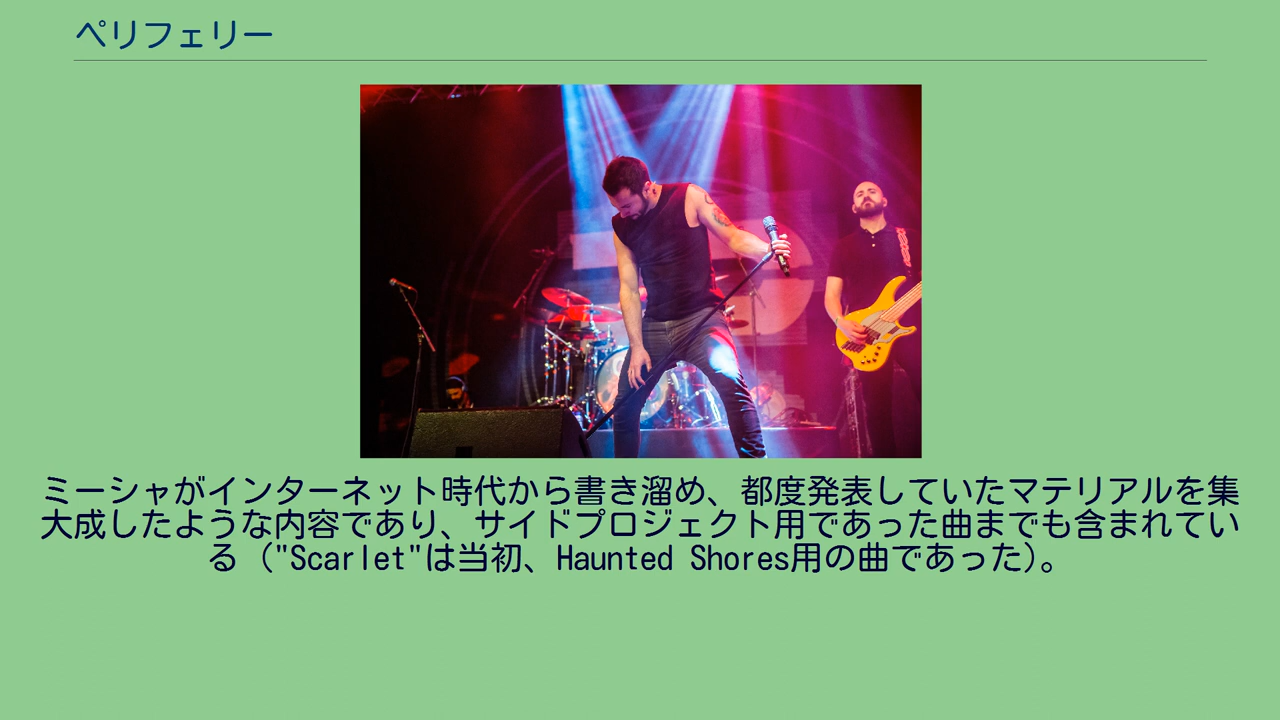 ペリフェリー
ミーシャがインターネット時代から書き溜め、都度発表していたマテリアルを集
大成したような内容であり、サイドプロジェクト用であった曲までも含まれてい
る（"Scarlet"は当初、Haunted Shores用の曲であった）。